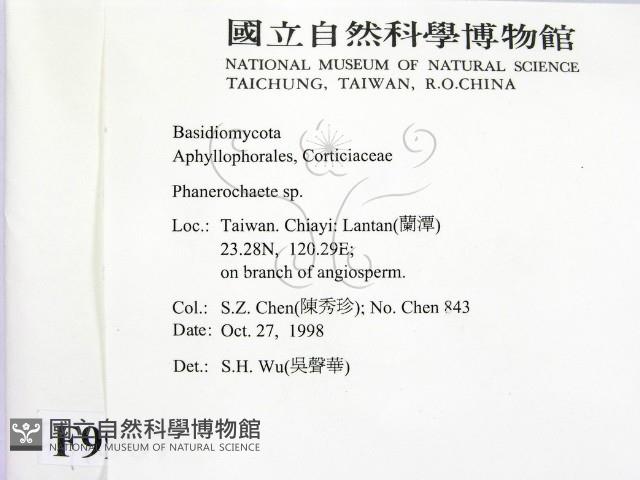 國立自然科學博物館
NATIONAL MUSEUM OF NATURAL SCIENCE
TAICHUNG, TAIWAN, R.O.CHINA
Basidiomycota
Aphyllophorales, Corticiaceae
Phanerochaete sp.
Loc.: Taiwan. Chiayi: Lantan(蘭潭)
23.28N, 120.29E;
on branch of angiosperm.
Col.: S.Z. Chen(陳秀珍); No. Chen 843
Date: Oct. 27, 1998
Det.: S.H. Wu(吳聲華)
國立自然科學博物館
NATIONAL MUSEUM OF NATURAL SCIENCE
F9